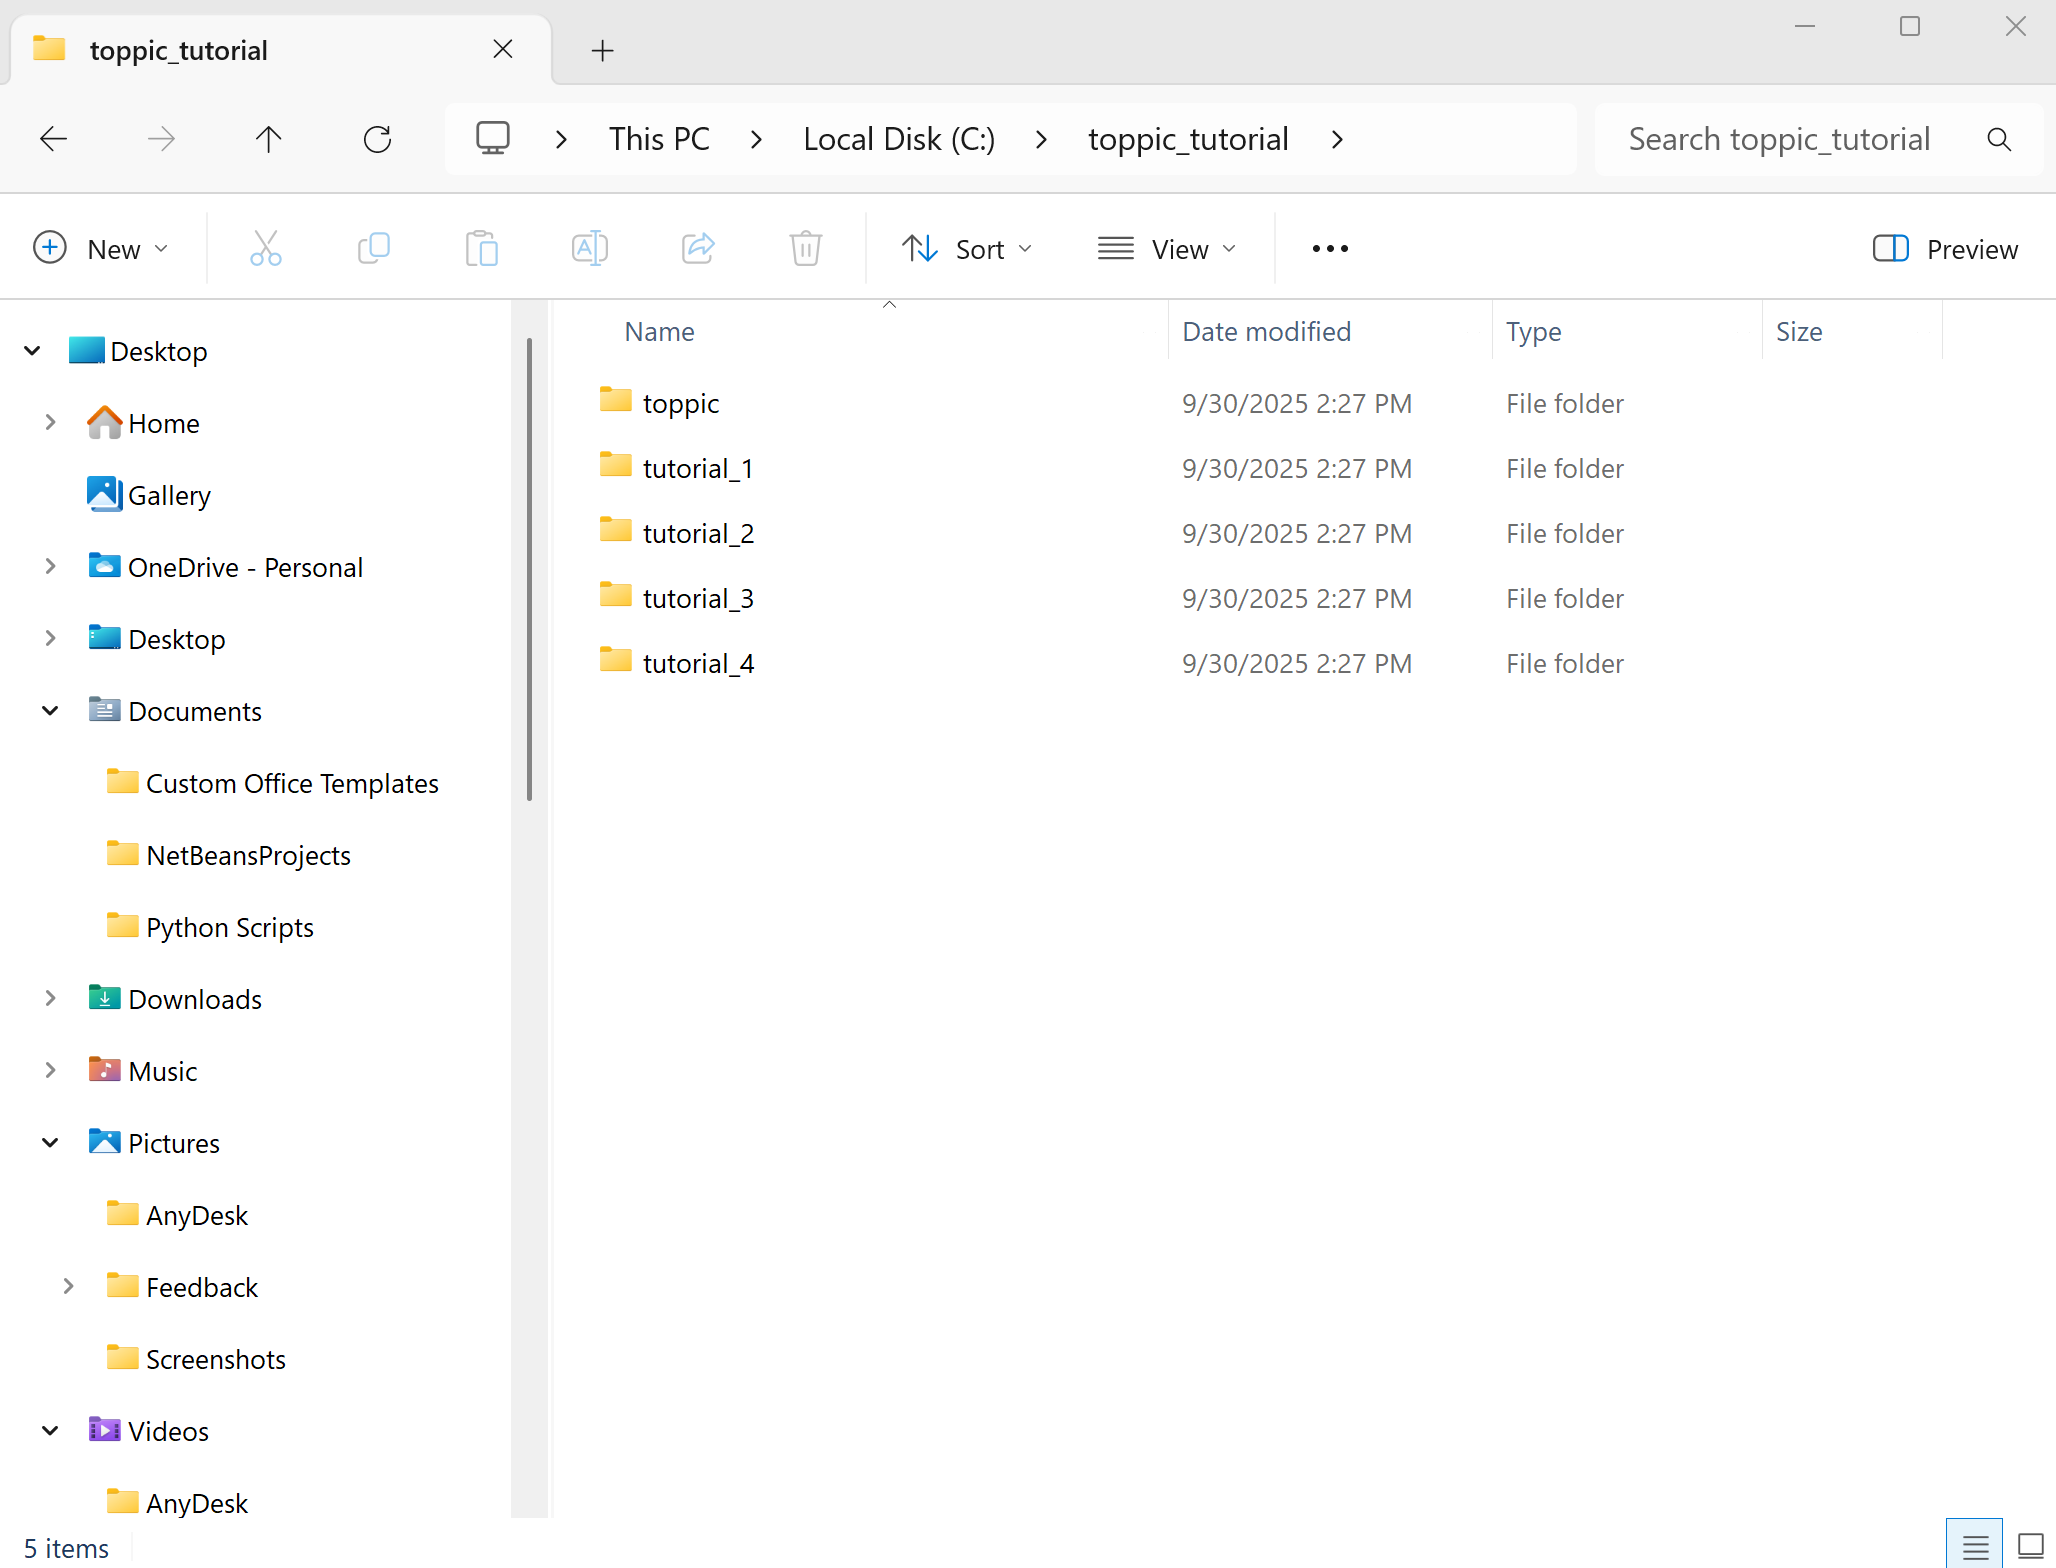 toppic_tutorial
This PC Local Disk (C:) toppic_tutorial Search toppic_tutorial
New Sort View Preview
Desktop
Home
Gallery
OneDrive - Personal
Desktop
Documents
Custom Office Templates
NetBeansProjects
Python Scripts
Downloads
Music
Pictures
AnyDesk
Feedback
Screenshots
Videos
AnyDesk
Name Date modified Type Size
toppic 9/30/2025 2:27 PM File folder
tutorial_1 9/30/2025 2:27 PM File folder
tutorial_2 9/30/2025 2:27 PM File folder
tutorial_3 9/30/2025 2:27 PM File folder
tutorial_4 9/30/2025 2:27 PM File folder
5 items